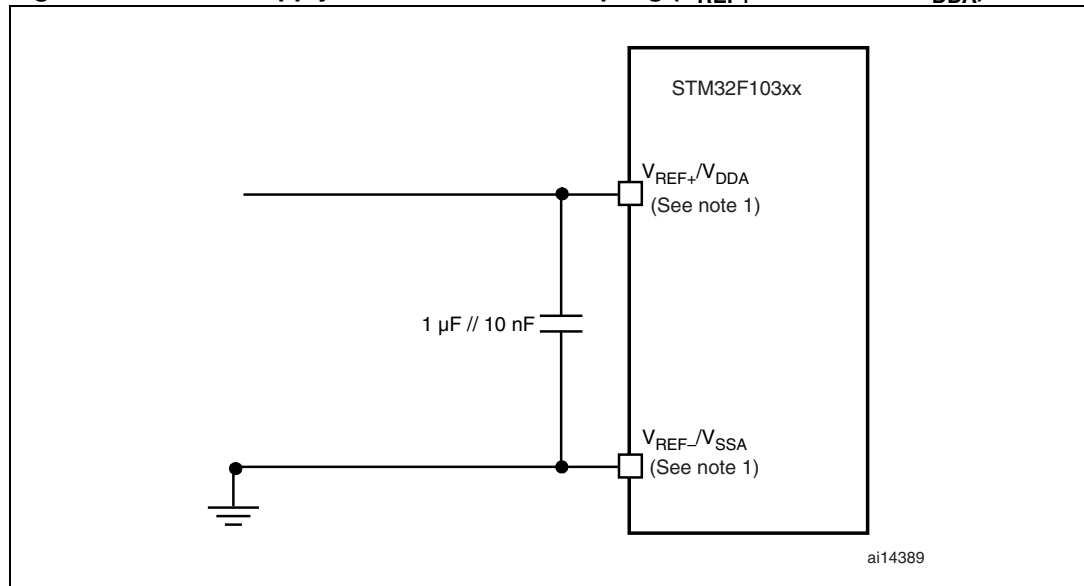 STM32F103xx
VREF+/VDDA
(See note 1)
1 µF // 10 nF
VREF–/VSSA
(See note 1)
ai14389